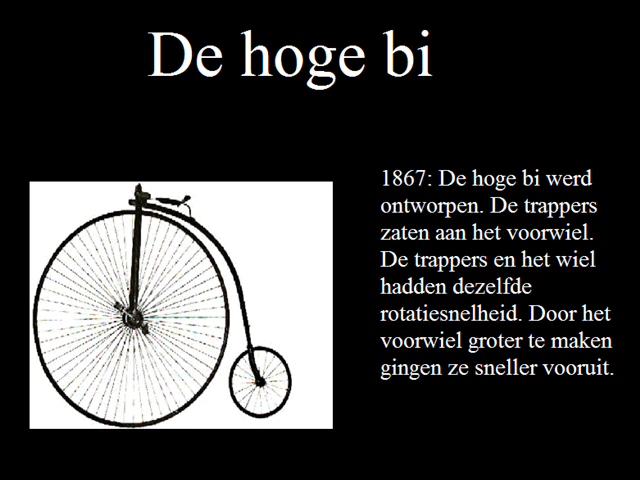 De hoge bi
1867: De hoge bi werd
ontworpen. De trappers
zaten aan het voorwiel.
De trappers en het wiel
hadden dezelfde
rotatiesnelheid. Door het
voorwiel groter te maken
gingen ze sneller vooruit.